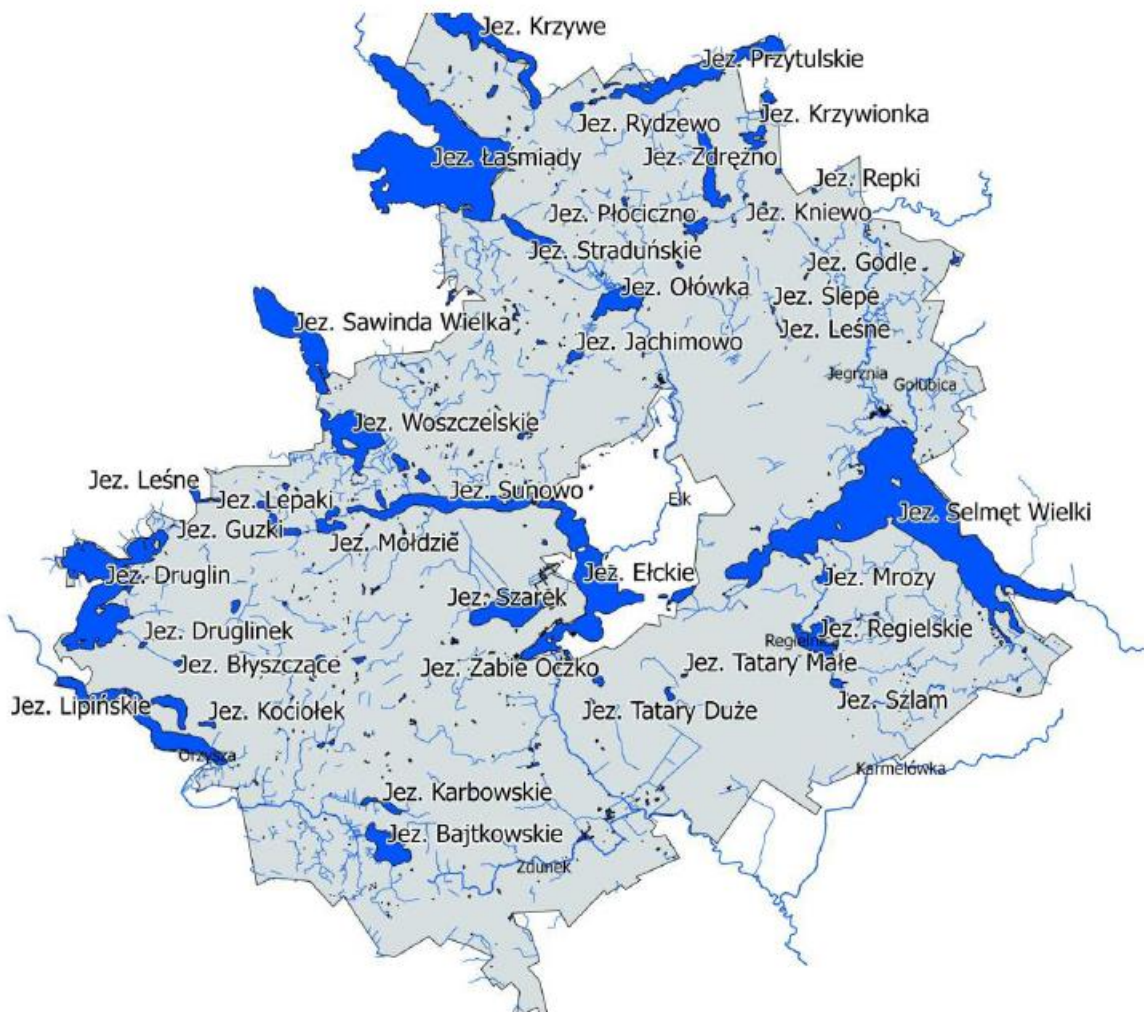 Jez. Krzywe
Jez. Przytulskie
Jez. Krzywionka
Jez. Rydzewo
Jez. Łaśmiady
Jez. Zdrężno
Jez. Repki
Jez. Płociczno
Jez. Kniewo
Jez. Straduńskie
Jez. Godle
Jez. Ołówka
Jez. Ślepe
Jez. Sawinda Wielka
Jez. Leśne
Jez. Jachimowo
Jegrznia
Gołubica
Jez. Woszczelskie
Jez. Leśne
Jez. Sunowo
Jez. Lepaki
Ełk
Jez. Selmęt Wielki
Jez. Guzki
Jez. Mołdzie
Jez. Druglin
Jez. Ełckie
Jez. Mrozy
Jez. Szarek
Jez. Druglinek
Jez. Regielskie
Jez. Błyszczące
Jez. Żabie Oczko
Jez. Tatary Małe
Jez. Lipińskie
Jez. Kociołek
Jez. Tatary Duże
Jez. Szlam
Orzysza
Karmelówka
Jez. Karbowskie
Jez. Bajtkowskie
Zdunek